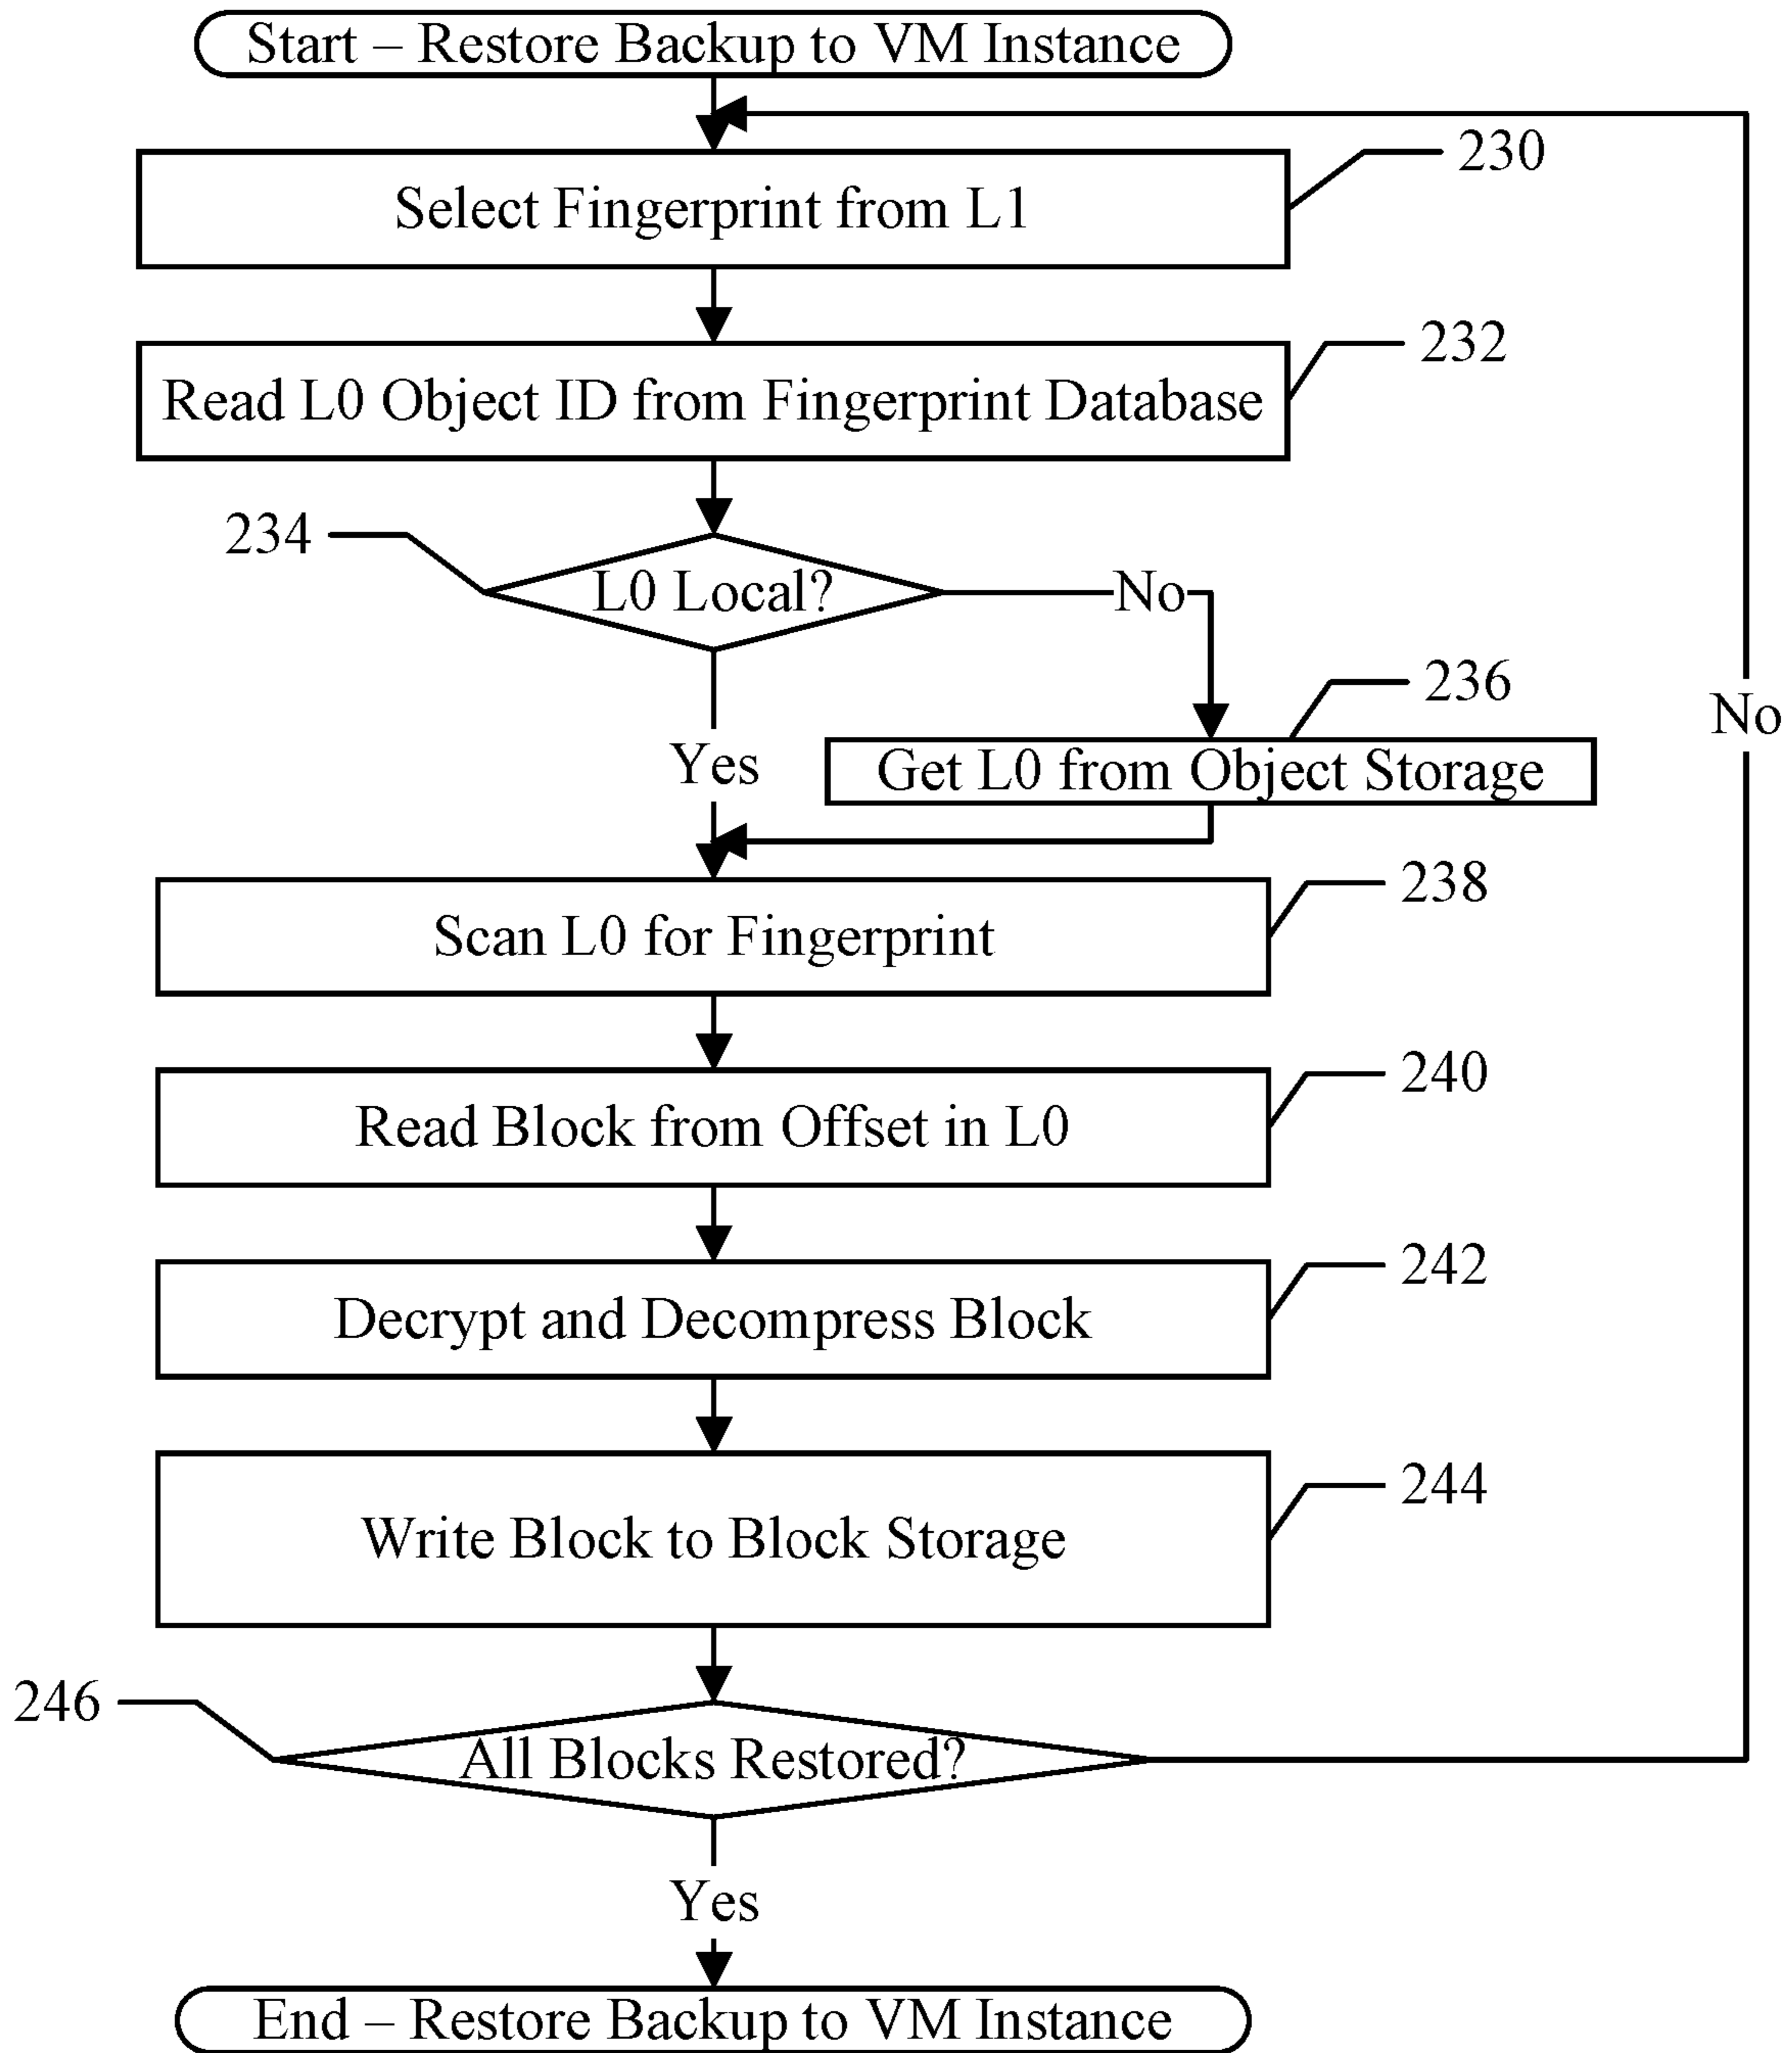 Start – Restore Backup to VM Instance
230
Select Fingerprint from L1
232
Read L0 Object ID from Fingerprint Database
234
L0 Local?
No
236
No
Yes
Get L0 from Object Storage
238
Scan L0 for Fingerprint
240
Read Block from Offset in L0
242
Decrypt and Decompress Block
244
Write Block to Block Storage
246
All Blocks Restored?
Yes
End – Restore Backup to VM Instance